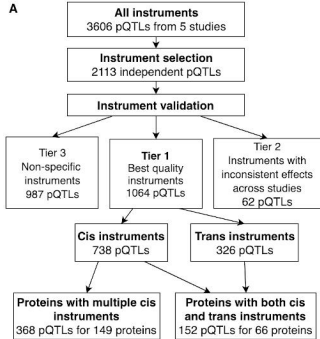 A
All instruments
3606 pQTLs from 5 studies
Instrument selection
2113 independent pQTLs
Instrument validation
Tier 3
Non-specific
instruments
987 pQTLs
Tier 1
Best quality
instruments
1064 pQTLs
Tier 2
Instruments with
inconsistent effects
across studies
62 pQTLs
Cis instruments
738 pQTLs
Trans instruments
326 pQTLs
Proteins with multiple cis
instruments
368 pQTLs for 149 proteins
Proteins with both cis
and trans instruments
152 pQTLs for 66 proteins